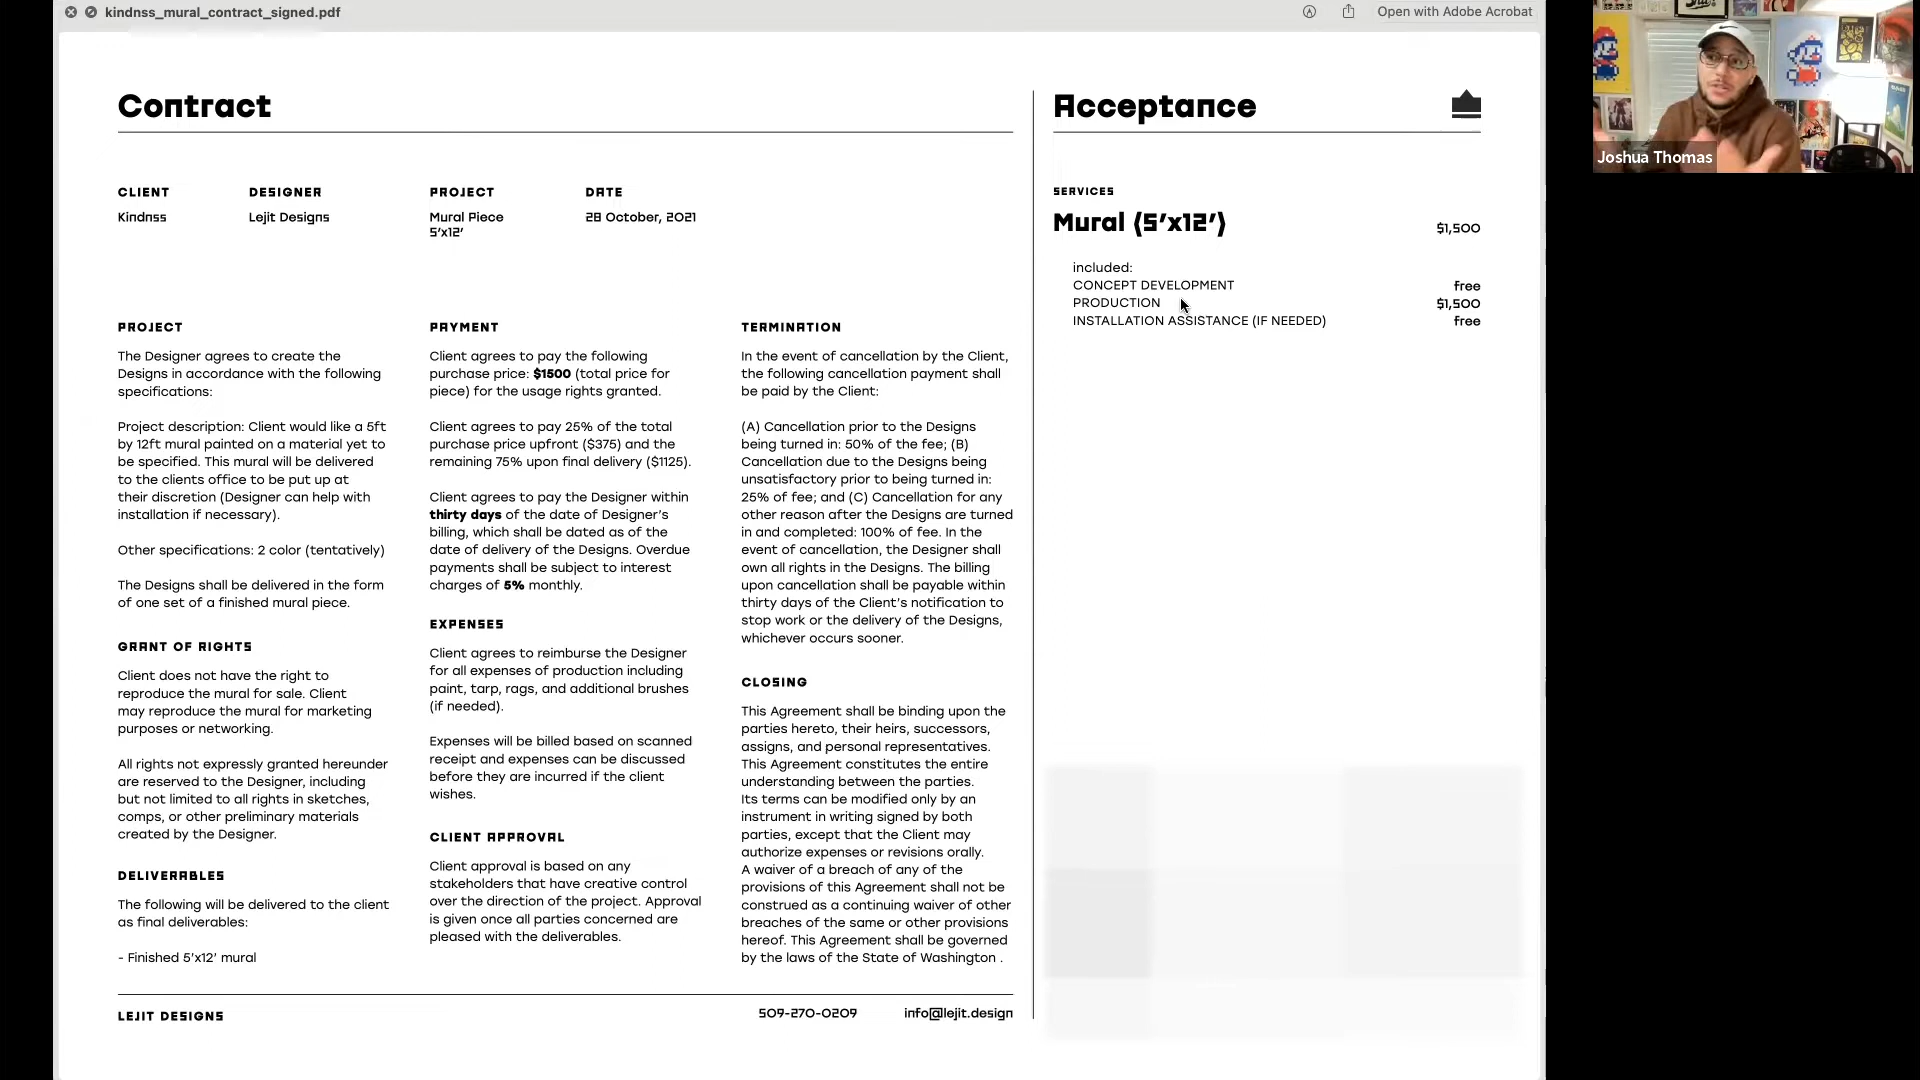 kindnss_mural_contract_signed.pdf
Open with Adobe Acrobat
Contract
CLIENT
Kindnss
DESIGNER
Lejit Designs
PROJECT
Mural Piece
5'x12'
DATE
28 October, 2021
PROJECT
The Designer agrees to create the
Designs in accordance with the following
specifications:
Project description: Client would like a 5ft
by 12ft mural painted on a material yet to
be specified. This mural will be delivered
to the clients office to be put up at
their discretion (Designer can help with
installation if necessary).
Other specifications: 2 color (tentatively)
The Designs shall be delivered in the form
of one set of a finished mural piece.
GRANT OF RIGHTS
Client does not have the right to
reproduce the mural for sale. Client
may reproduce the mural for marketing
purposes or networking.
All rights not expressly granted hereunder
are reserved to the Designer, including
but not limited to all rights in sketches,
comps, or other preliminary materials
created by the Designer.
DELIVERABLES
The following will be delivered to the client
as final deliverables:
- Finished 5'x12' mural
PAYMENT
Client agrees to pay the following
purchase price: $1500 (total price for
piece) for the usage rights granted.
Client agrees to pay 25% of the total
purchase price upfront ($375) and the
remaining 75% upon final delivery ($1125).
Client agrees to pay the Designer within
thirty days of the date of Designer's
billing, which shall be dated as of the
date of delivery of the Designs. Overdue
payments shall be subject to interest
charges of 5% monthly.
EXPENSES
Client agrees to reimburse the Designer
for all expenses of production including
paint, tarp, rags, and additional brushes
(if needed).
Expenses will be billed based on scanned
receipt and expenses can be discussed
before they are incurred if the client
wishes.
CLIENT APPROVAL
Client approval is based on any
stakeholders that have creative control
over the direction of the project. Approval
is given once all parties concerned are
pleased with the deliverables.
TERMINATION
In the event of cancellation by the Client,
the following cancellation payment shall
be paid by the Client:
(A) Cancellation prior to the Designs
being turned in: 50% of the fee; (B)
Cancellation due to the Designs being
unsatisfactory prior to being turned in:
25% of fee; and (C) Cancellation for any
other reason after the Designs are turned
in and completed: 100% of fee. In the
event of cancellation, the Designer shall
own all rights in the Designs. The billing
upon cancellation shall be payable within
thirty days of the Client's notification to
stop work or the delivery of the Designs,
whichever occurs sooner.
CLOSING
This Agreement shall be binding upon the
parties hereto, their heirs, successors,
assigns, and personal representatives.
This Agreement constitutes the entire
understanding between the parties.
Its terms can be modified only by an
instrument in writing signed by both
parties, except that the Client may
authorize expenses or revisions orally.
A waiver of a breach of any of the
provisions of this Agreement shall not be
construed as a continuing waiver of other
breaches of the same or other provisions
hereof. This Agreement shall be governed
by the laws of the State of Washington .
LEJIT DESIGNS
509-270-0209
info@lejit.design
Acceptance
SERVICES
Mural (5'x12') $1,500
included:
CONCEPT DEVELOPMENT free
PRODUCTION $1,500
INSTALLATION ASSISTANCE (IF NEEDED) free
Joshua Thomas